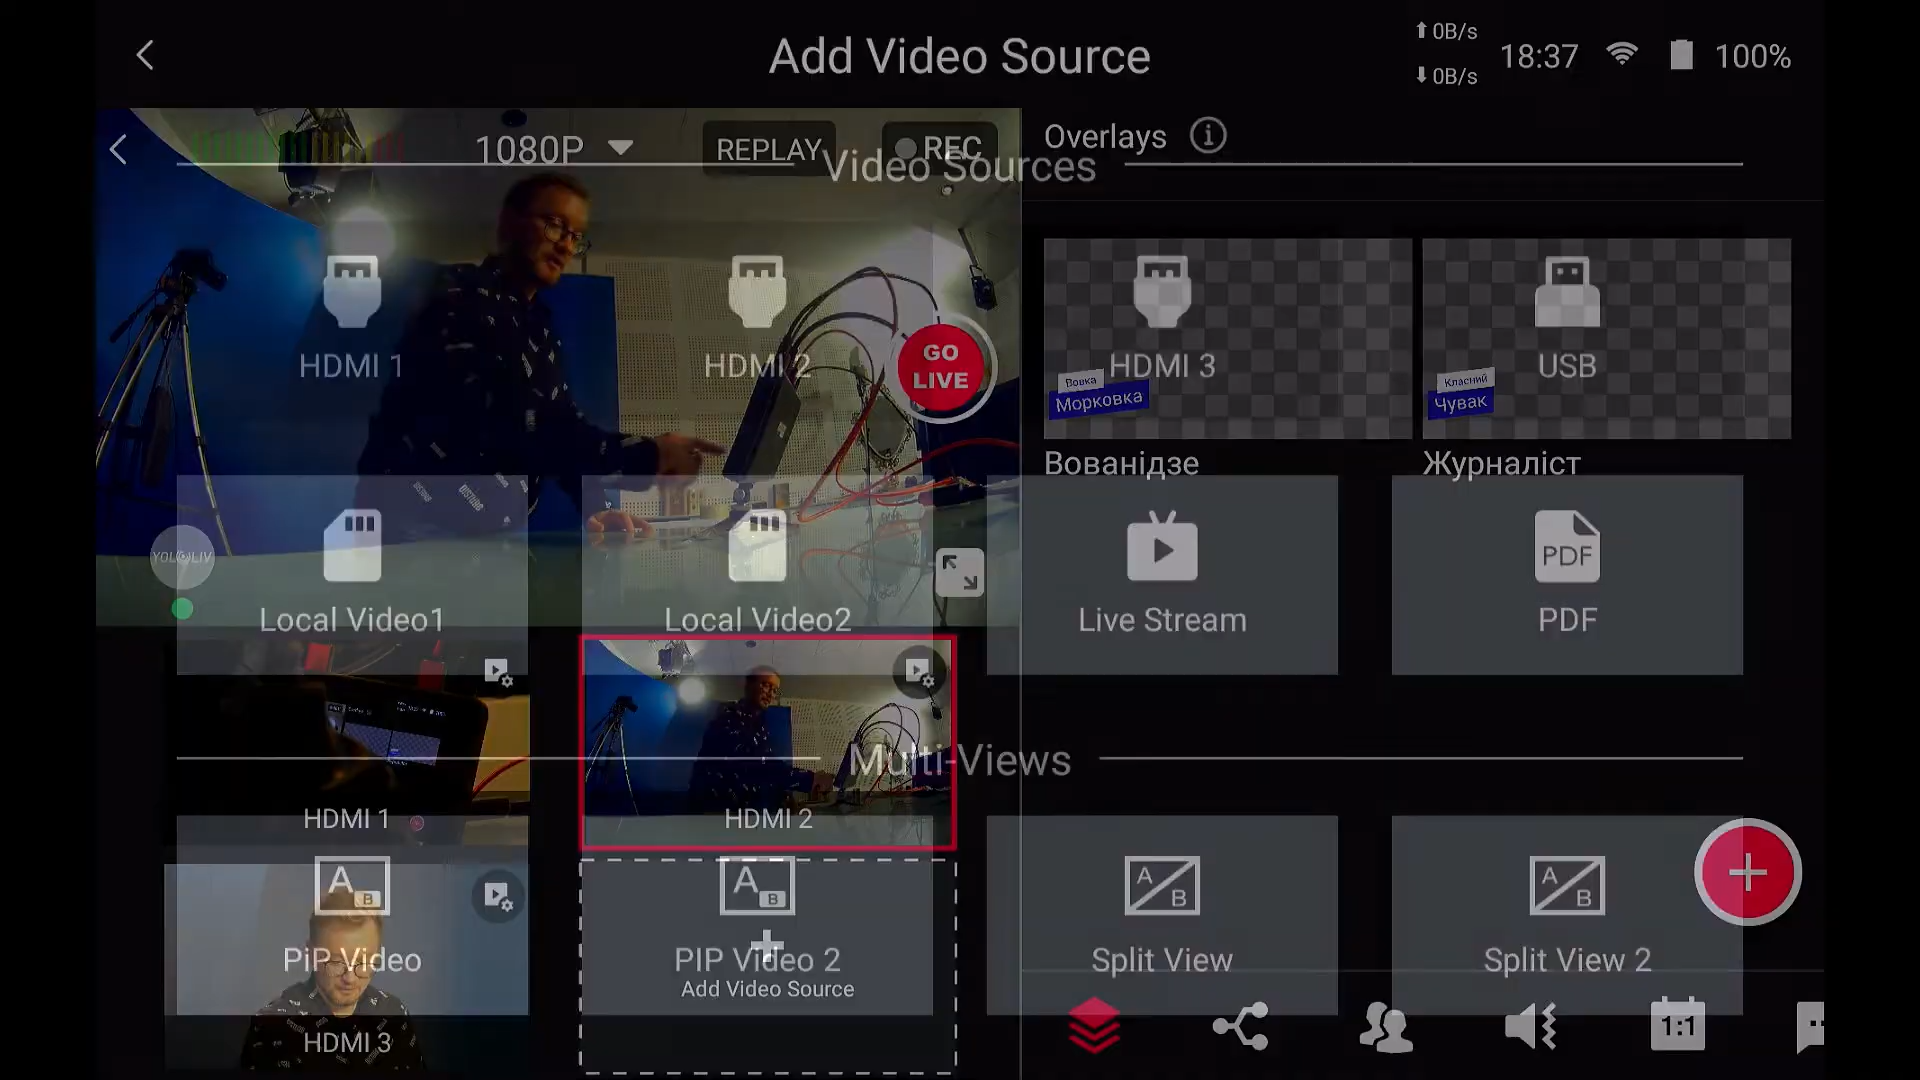 Add Video Source
0B/s
0B/s
18:37
100%
1080P
REPLAY
REC
Video Sources
Overlays
HDMI 1
HDMI 2
HDMI 3
USB
GO LIVE
Вовка
Морковка
Класний
Чувак
Вованідзе
Журналіст
YOLOLIV
Local Video1
Local Video2
Live Stream
PDF
PDF
Multi-Views
HDMI 1
HDMI 2
A
B
PiP Video
A
B
PIP Video 2
Add Video Source
A
B
Split View
A
B
Split View 2
HDMI 3
1:1